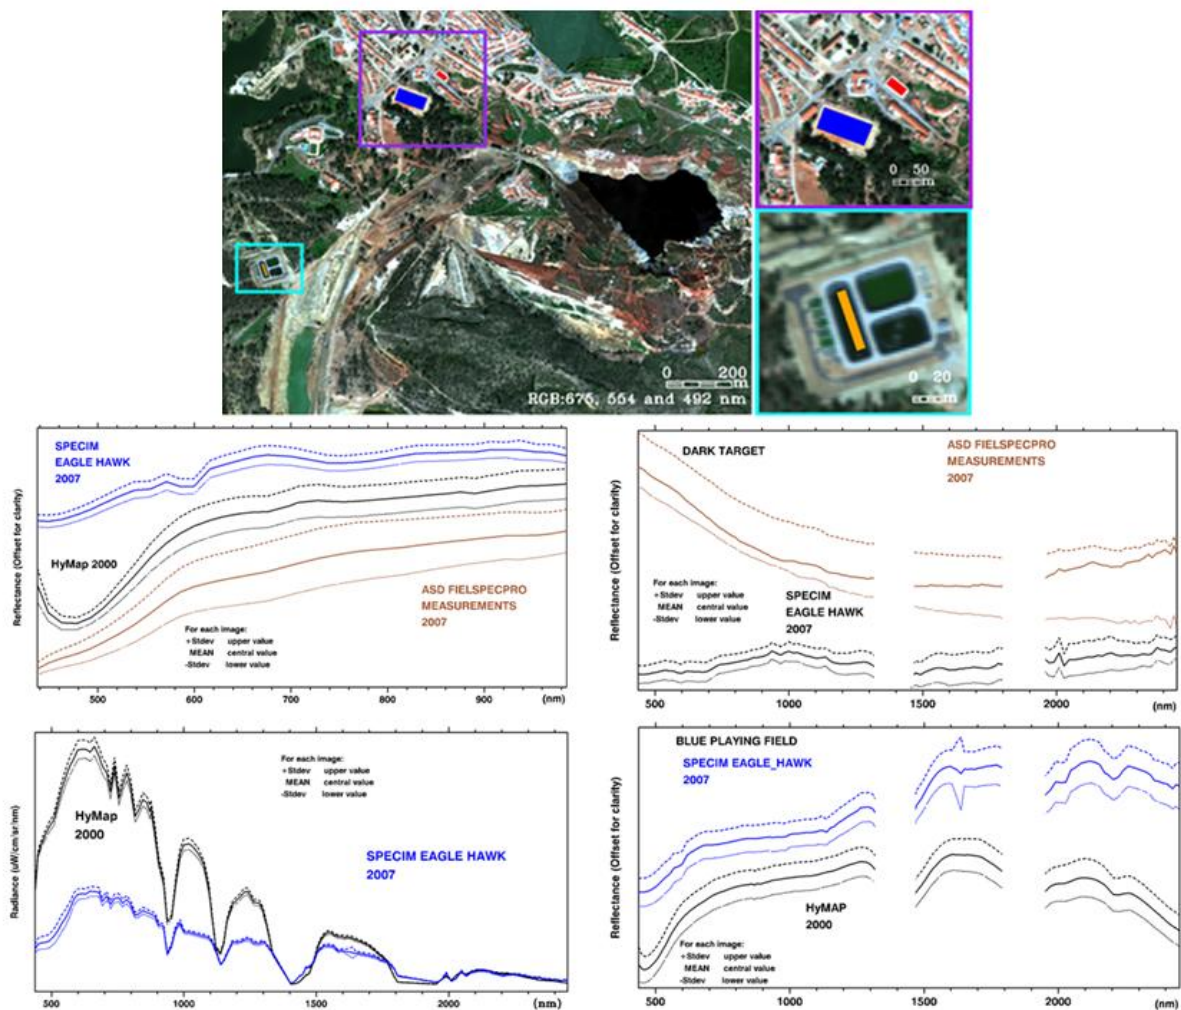 0 50
m
0 20
m
0 200
m
RGB:675, 554 and 492 nm
SPECIM
EAGLE HAWK
2007
HyMap 2000
ASD FIELSPECPRO
MEASUREMENTS
2007
For each image:
+Stdev upper value
MEAN central value
-Stdev lower value
Reflectance (Offset for clarity)
500 600 700 800 900 (nm)
DARK TARGET
ASD FIELSPECPRO
MEASUREMENTS
2007
For each image:
+Stdev upper value
MEAN central value
-Stdev lower value
SPECIM
EAGLE HAWK
2007
Reflectance (Offset for clarity)
500 1000 1500 2000 (nm)
For each image:
+Stdev upper value
MEAN central value
-Stdev lower value
HyMap
2000
SPECIM EAGLE HAWK
2007
Radiance (uW/cm/sr/nm)
500 1000 1500 2000 (nm)
BLUE PLAYING FIELD
SPECIM EAGLE_HAWK
2007
HyMAP
2000
For each image:
+Stdev upper value
MEAN central value
-Stdev lower value
Reflectance (Offset for clarity)
500 1000 1500 2000 (nm)